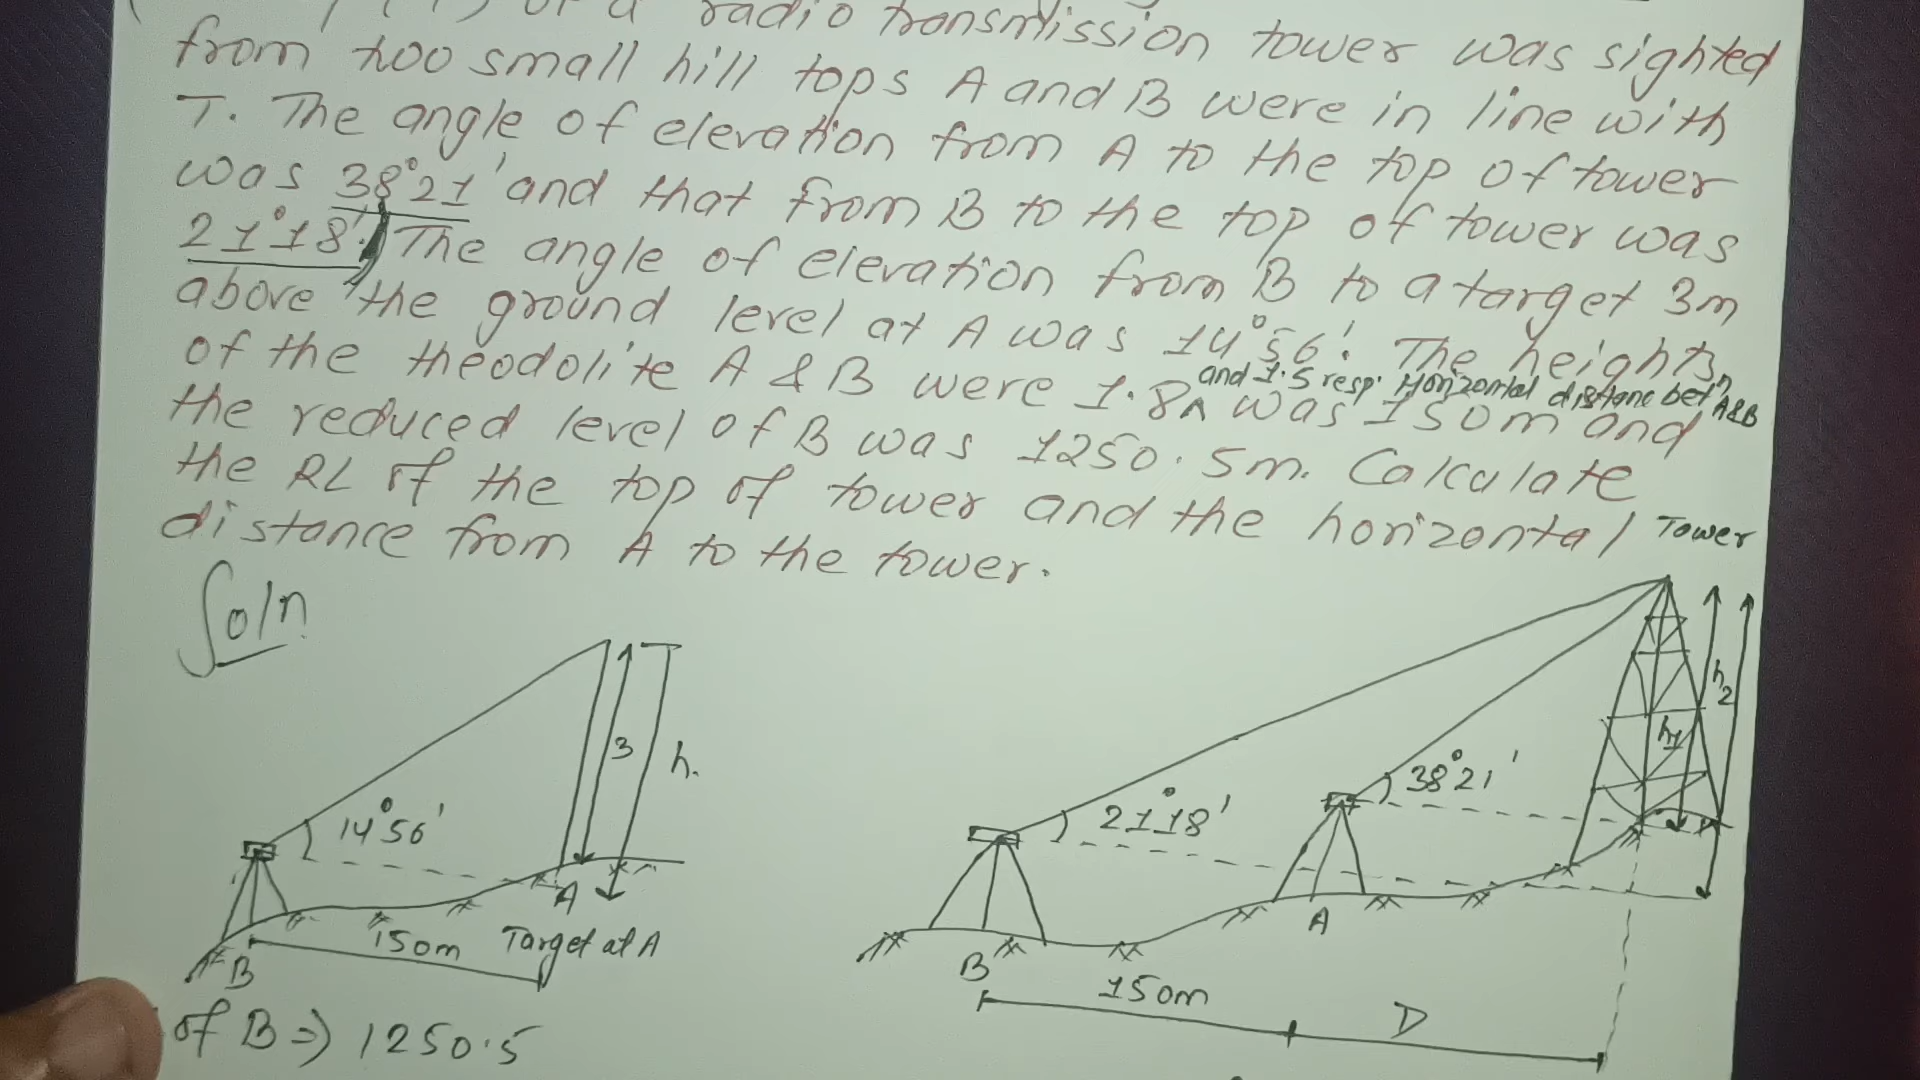 of a radio transmission tower was sighted
from too small hill tops A and B were in line with
T. The angle of elevation from A to the top of tower
was 38°21' and that from B to the top of tower was
21°18'. The angle of elevation from B to a target 3m
above the ground level at A was 14°56'. The heights
of the theodolite A & B were 1.8 ^ was 150m and
and 1.5 resp. Horizontal distane betn A&B
the reduced level of B was 1250.5m. Calculate
the RL of the top of tower and the horizontal
distance from A to the tower.
Tower
Soln
3
h.
14°56'
A
150m
Target at A
B
of B => 1250.5
h2
h1
38°21'
21°18'
A
B
150m
D